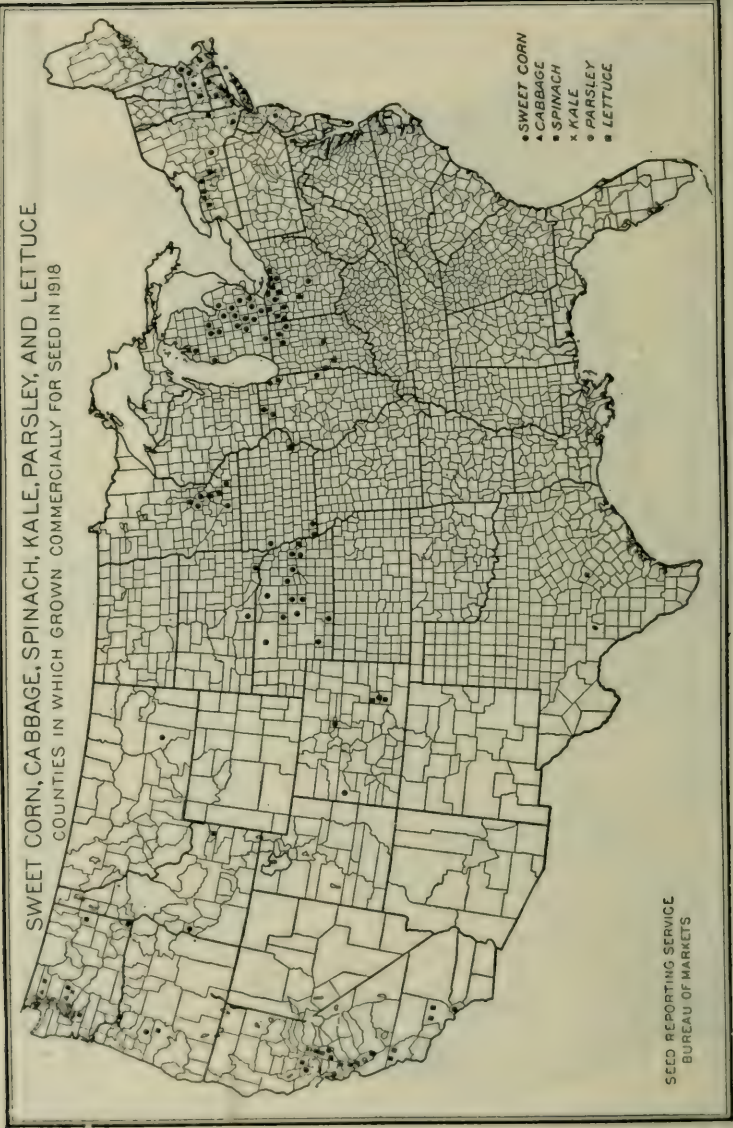 SWEET CORN, CABBAGE, SPINACH, KALE, PARSLEY, AND LETTUCE
COUNTIES IN WHICH GROWN COMMERCIALLY FOR SEED IN 1918
SWEET CORN
CABBAGE
SPINACH
KALE
PARSLEY
LETTUCE
SEED REPORTING SERVICE
BUREAU OF MARKETS